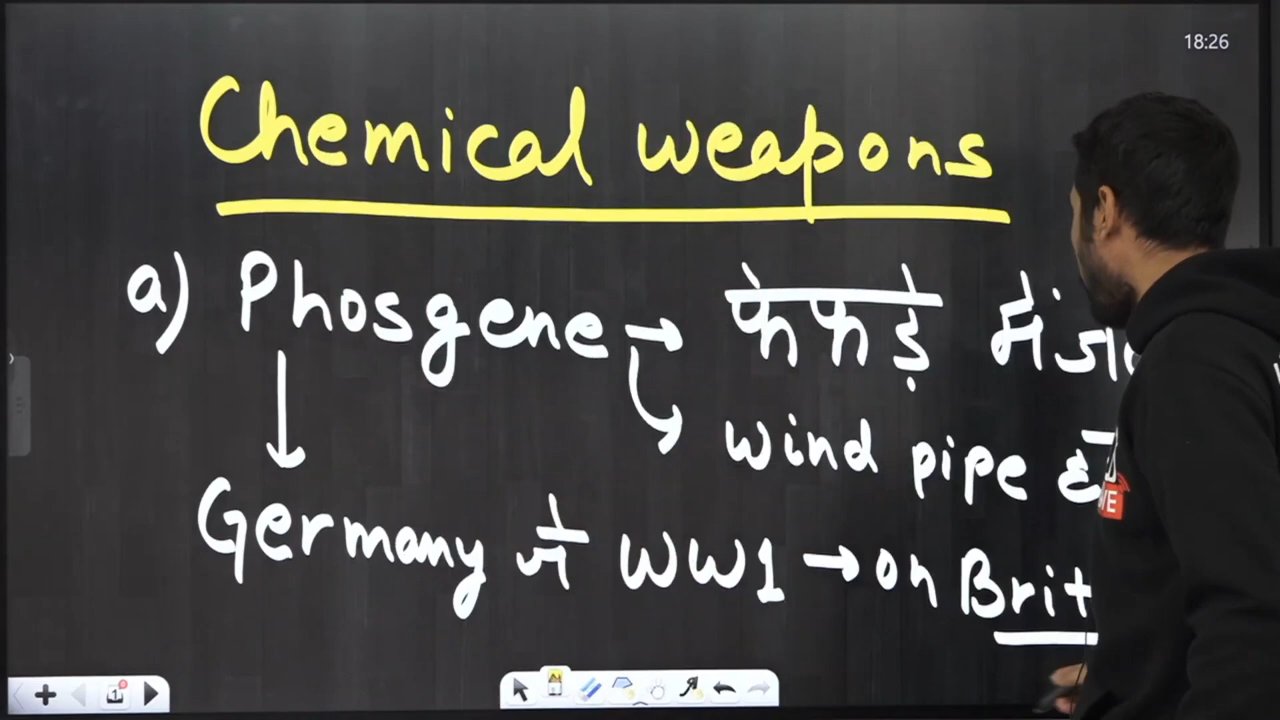 18:26
Chemical weapons
a) Phosgene → फेफड़े में
wind pipe
Germany ने WW1 → on Brit